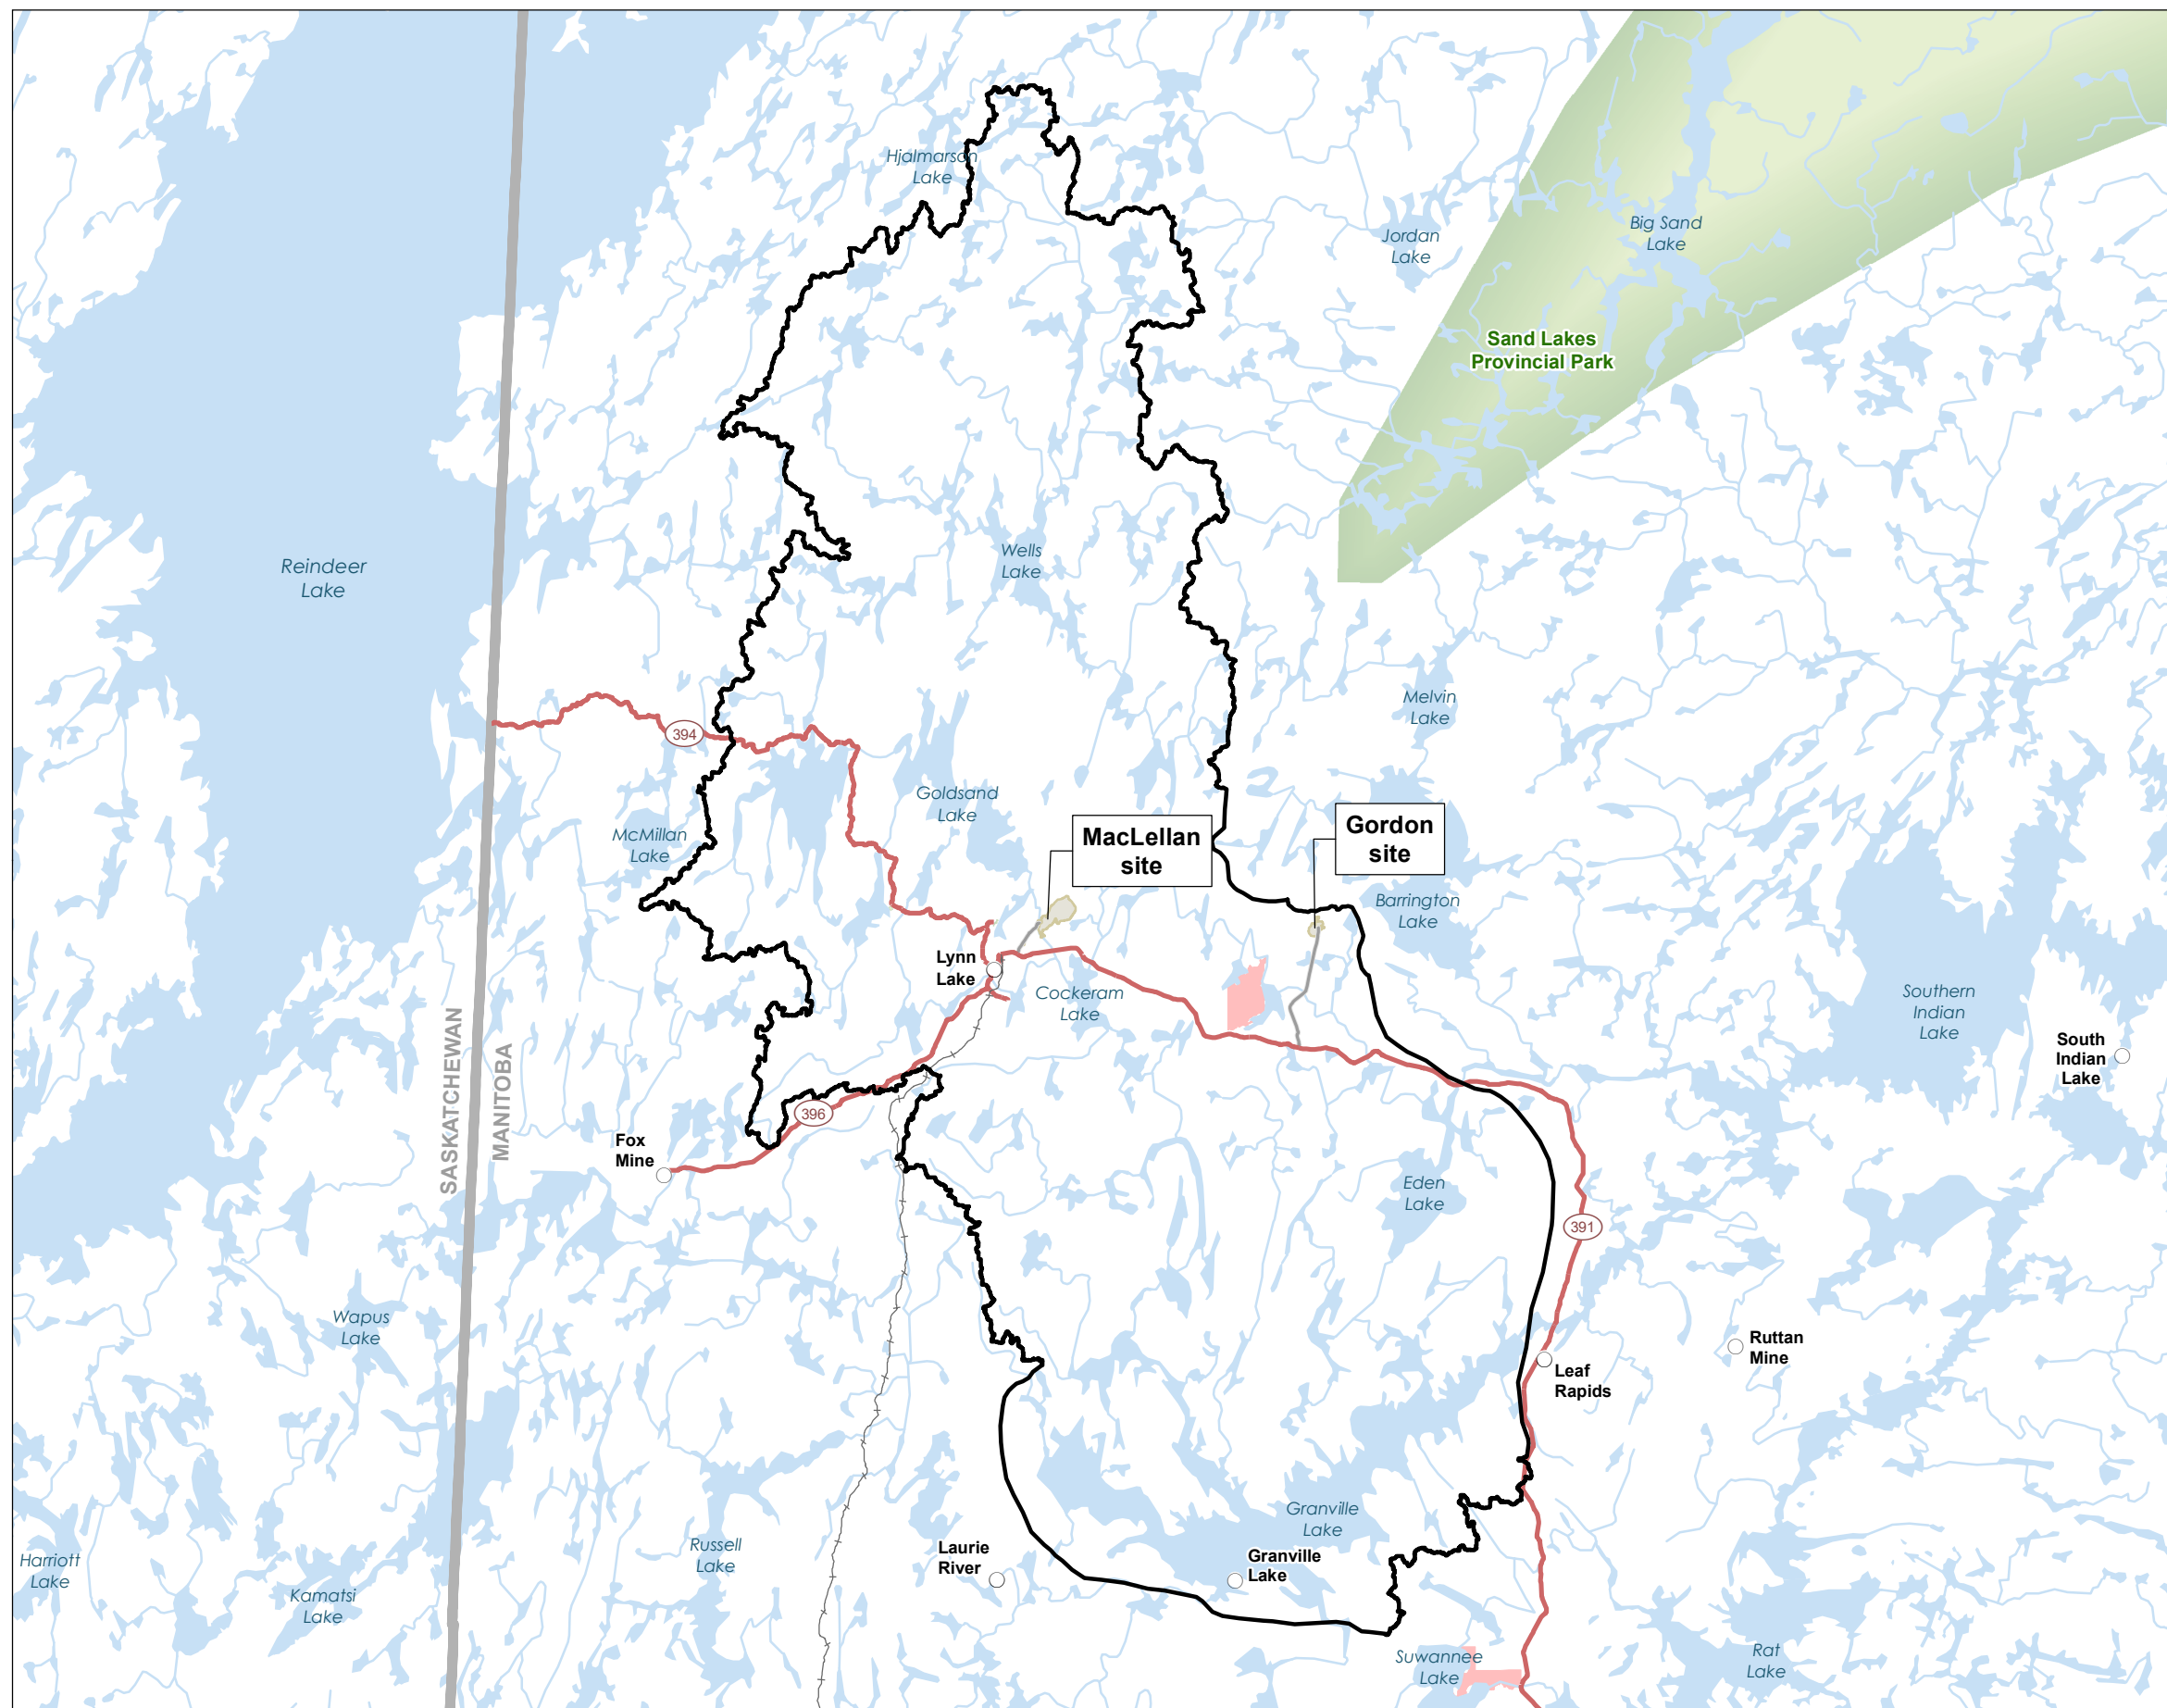 Hjalmarson
Lake
Jordan
Lake
Big Sand
Lake
Sand Lakes
Provincial Park
Reindeer
Lake
Wells
Lake
Melvin
Lake
394
Goldsand
Lake
McMillan
Lake
MacLellan
site
Gordon
site
Barrington
Lake
Lynn
Lake
Cockeram
Lake
Southern
Indian
Lake
South
Indian
Lake
SASKATCHEWAN
MANITOBA
396
Fox
Mine
Eden
Lake
391
Wapus
Lake
Ruttan
Mine
Leaf
Rapids
Granville
Lake
Russell
Lake
Laurie
River
Granville
Lake
Harriott
Lake
Kamatsi
Lake
Suwannee
Lake
Rat
Lake